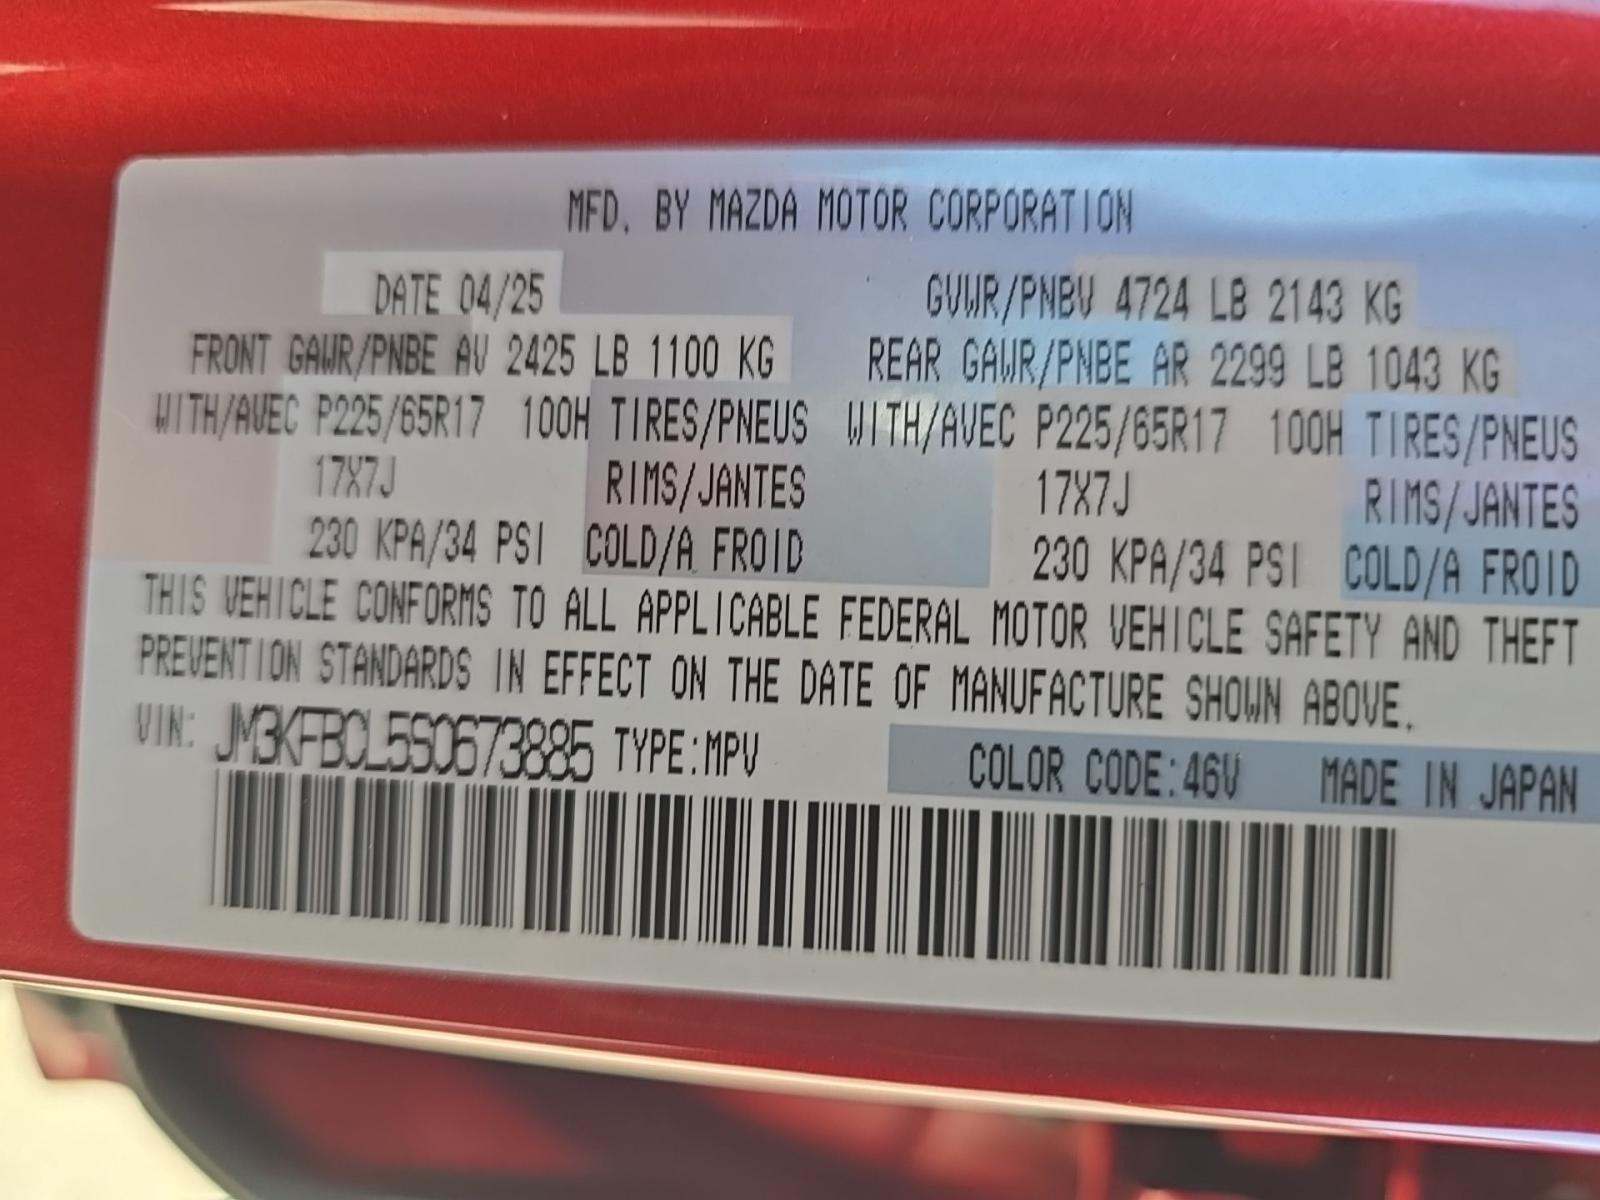 MFD. BY MAZDA MOTOR CORPORATION
DATE 04/25 GVWR/PNBV 4724 LB 2143 KG
FRONT GAWR/PNBE AV 2425 LB 1100 KG REAR GAWR/PNBE AR 2299 LB 1043 KG
WITH/AVEC P225/65R17 100H TIRES/PNEUS WITH/AVEC P225/65R17 100H TIRES/PNEUS
17X7J RIMS/JANTES 17X7J RIMS/JANTES
230 KPA/34 PSI COLD/A FROID 230 KPA/34 PSI COLD/A FROID
THIS VEHICLE CONFORMS TO ALL APPLICABLE FEDERAL MOTOR VEHICLE SAFETY AND THEFT
PREVENTION STANDARDS IN EFFECT ON THE DATE OF MANUFACTURE SHOWN ABOVE.
VIN: JM3KFBCL5S0673885 TYPE:MPV COLOR CODE:46V MADE IN JAPAN